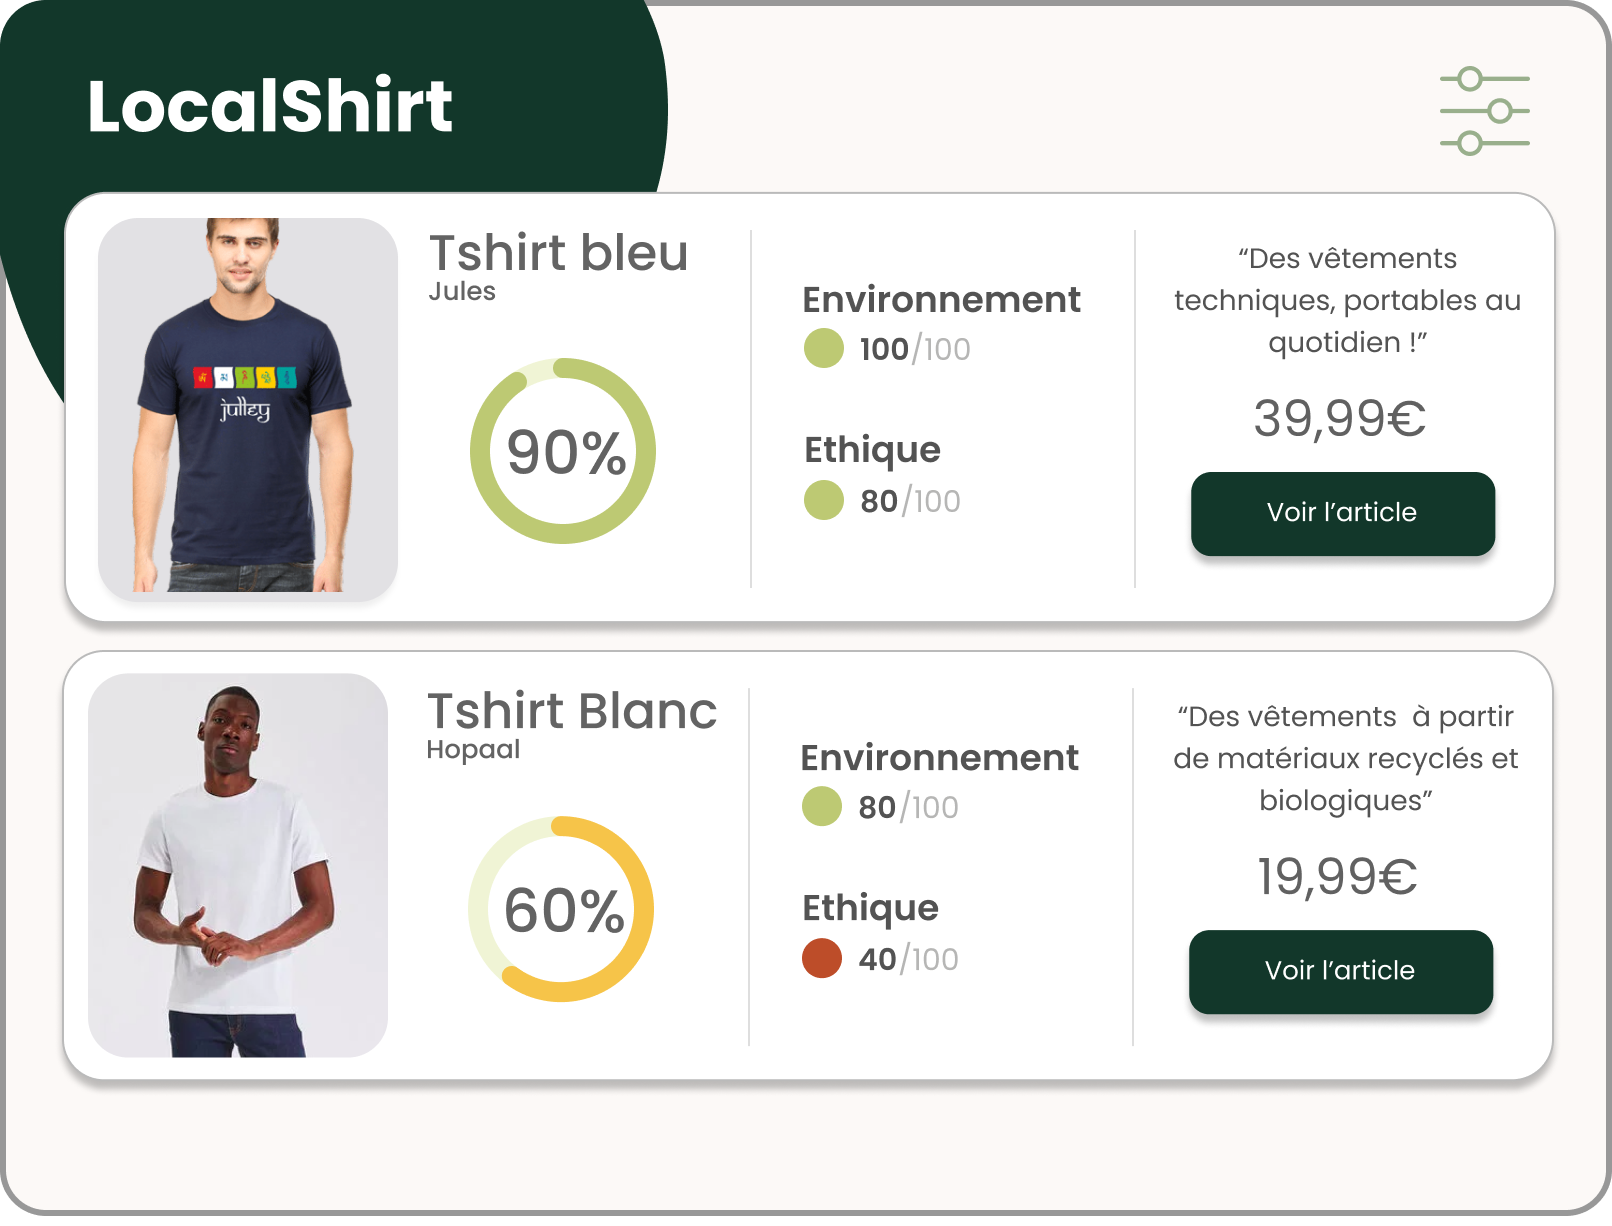 LocalShirt
Tshirt bleu
Jules
90%
Environnement
100/100
Ethique
80/100
“Des vêtements
techniques, portables au
quotidien !”
39,99€
Voir l’article
julley
Tshirt Blanc
Hopaal
60%
Environnement
80/100
Ethique
40/100
“Des vêtements  à partir
de matériaux recyclés et
biologiques”
19,99€
Voir l’article